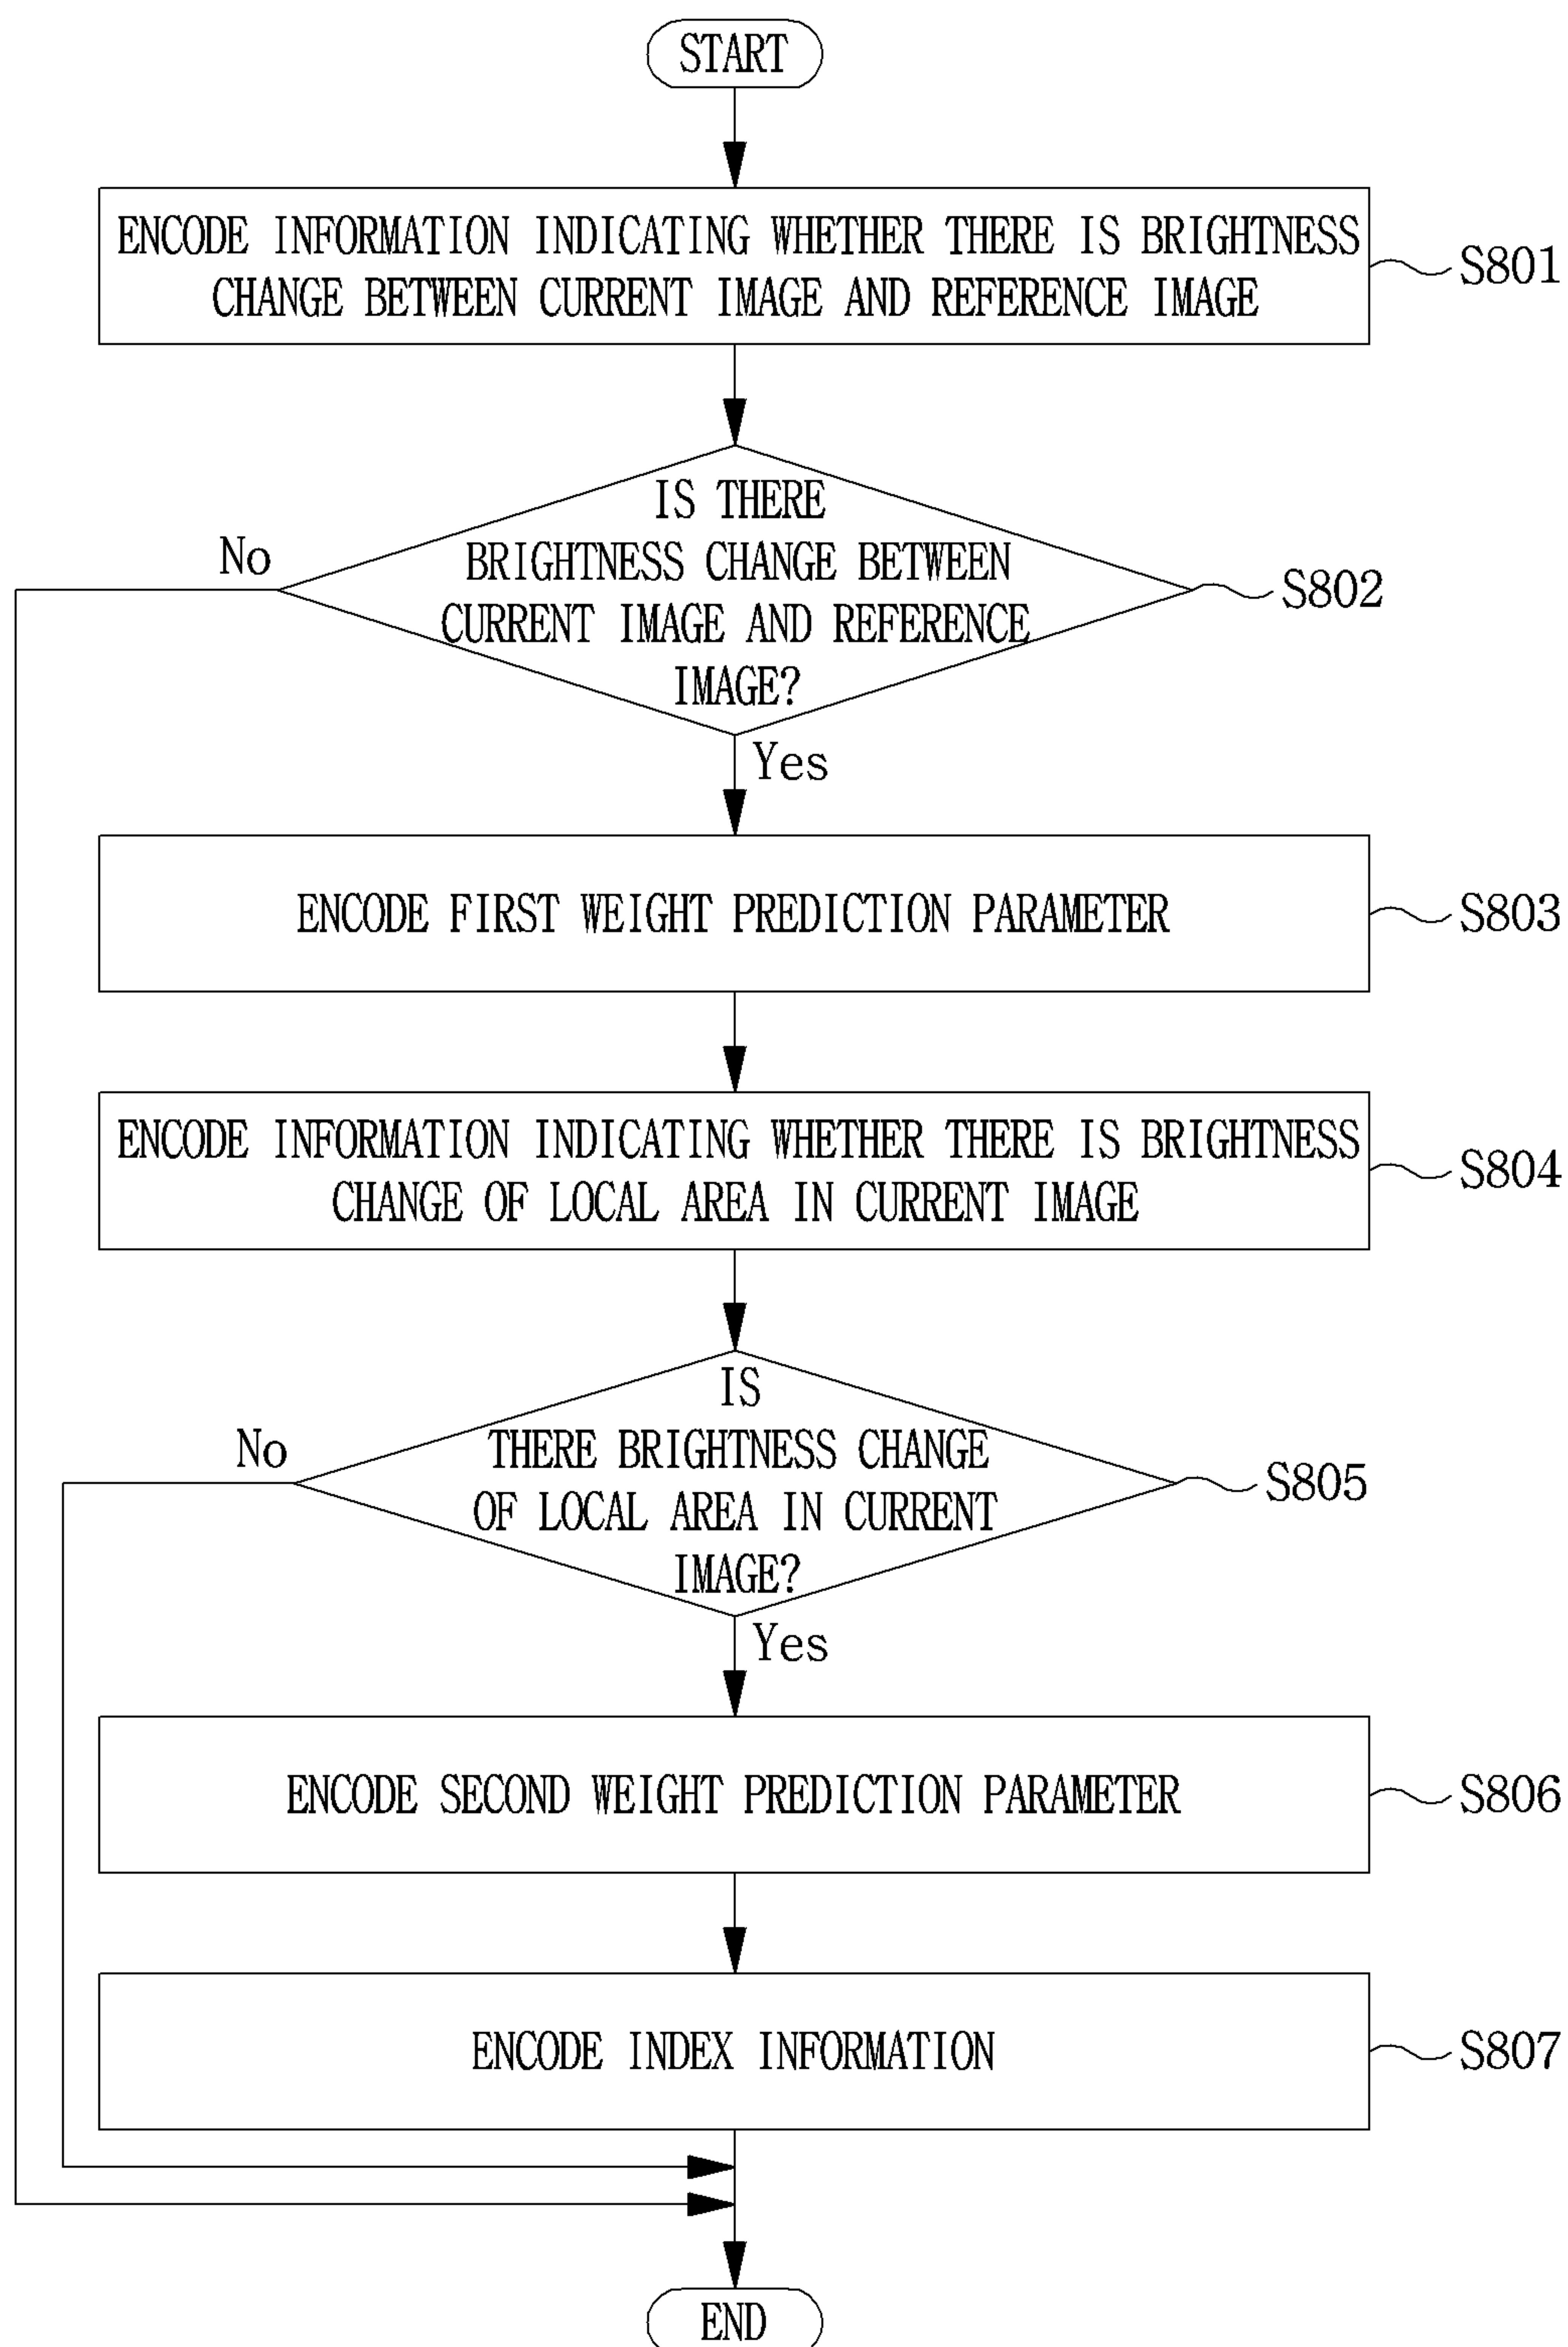 START
ENCODE INFORMATION INDICATING WHETHER THERE IS BRIGHTNESS
CHANGE BETWEEN CURRENT IMAGE AND REFERENCE IMAGE
S801
IS THERE
BRIGHTNESS CHANGE BETWEEN
CURRENT IMAGE AND REFERENCE
IMAGE?
No
S802
Yes
ENCODE FIRST WEIGHT PREDICTION PARAMETER
S803
ENCODE INFORMATION INDICATING WHETHER THERE IS BRIGHTNESS
CHANGE OF LOCAL AREA IN CURRENT IMAGE
S804
IS
THERE BRIGHTNESS CHANGE
OF LOCAL AREA IN CURRENT
IMAGE?
No
S805
Yes
ENCODE SECOND WEIGHT PREDICTION PARAMETER
S806
ENCODE INDEX INFORMATION
S807
END